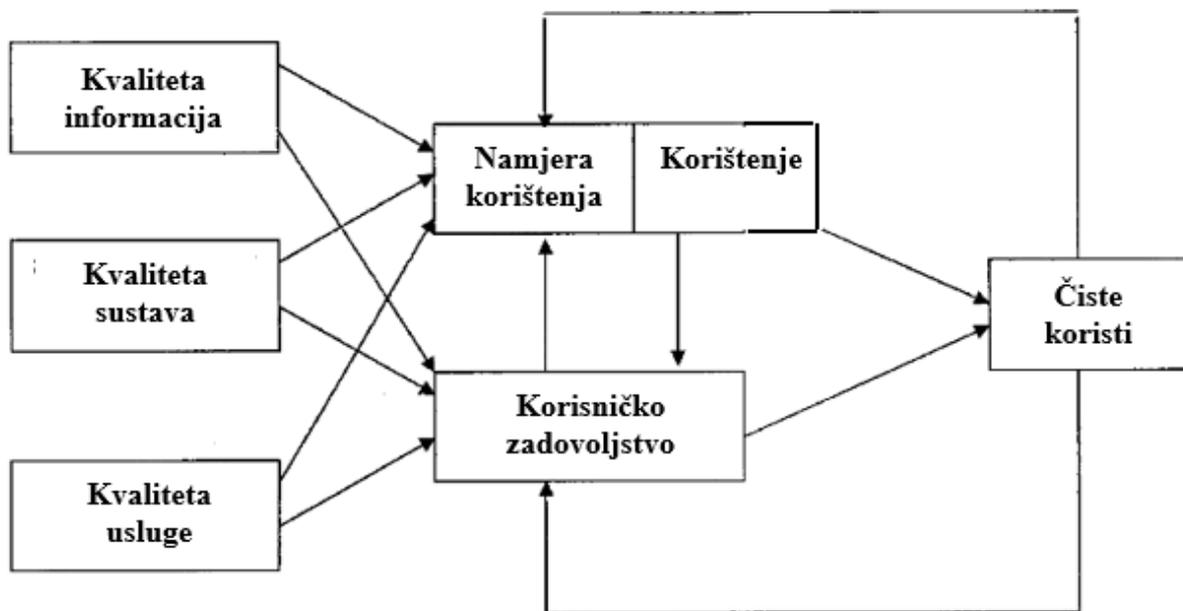 Kvaliteta
informacija
Namjera
korištenja
Korištenje
Kvaliteta
sustava
Čiste
koristi
Korisničko
zadovoljstvo
Kvaliteta
usluge